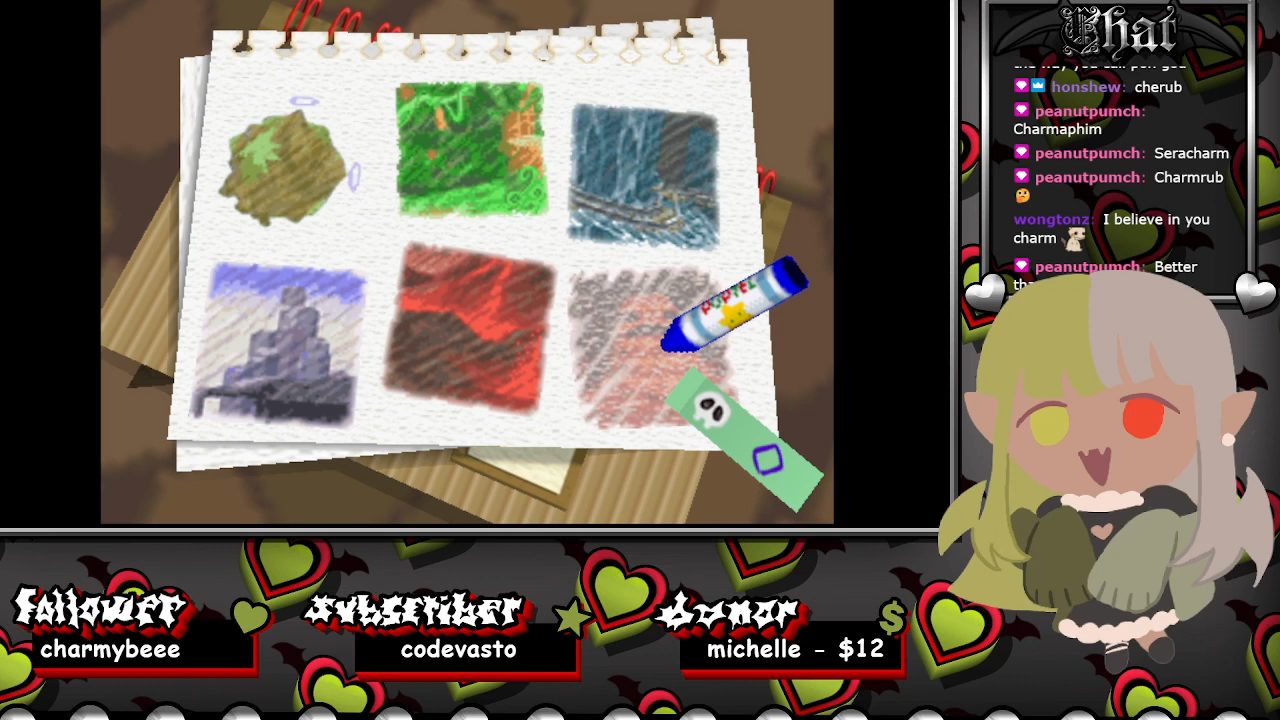 Chat
honshew: cherub
peanutpumch:
Charmaphim
peanutpumch: Seracharm
peanutpumch: Charmrub
wongtonz: I believe in you
charm
peanutpumch: Better
follower
subscriber
donor
$
charmybeee
codevasto
michelle - $12